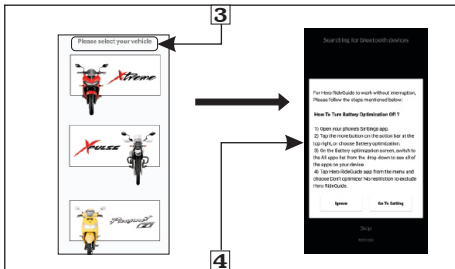 3
Please select your vehicle
Xtreme
XPULSE
Searching for bluetooth devices
For Hero RideGuide to work without interruption,
Please follow the steps mentioned below:
How To Turn Battery Optimization Off ?
1) Open your phone's Settings app.
2) Tap the more button on the action bar at the
top right, or choose Battery optimization.
3) On the Battery optimization screen, switch to
the All apps list from the drop-down to see all of
the apps on your device.
4) Tap Hero RideGuide app from the menu and
choose Don't optimize/ No restriction to exclude
Hero RideGuide.
Ignore
Go To Setting
Skip
4